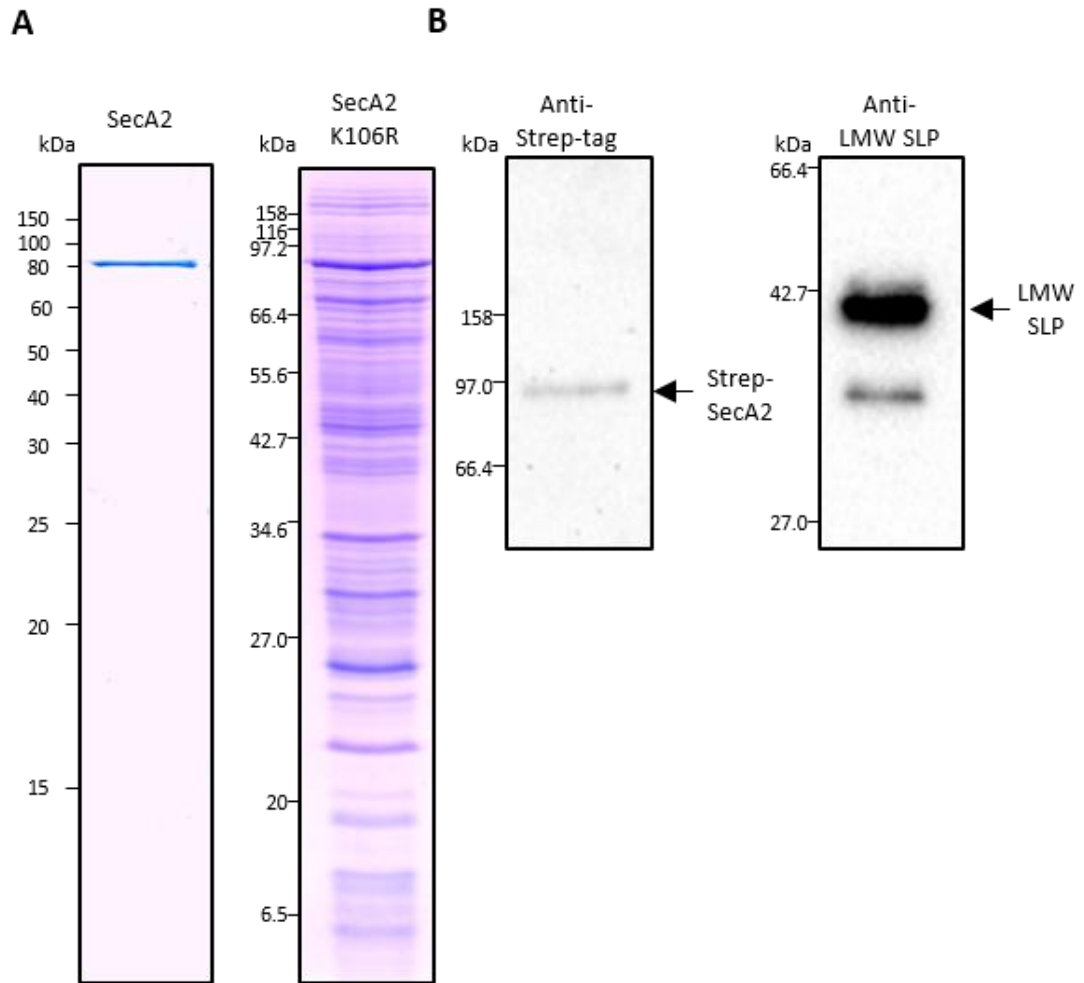 A
B
SecA2
kDa
150
100
80
60
50
40
30
25
20
15
SecA2
K106R
kDa
158
116
97.2
66.4
55.6
42.7
34.6
27.0
20
6.5
Anti-
Strep-tag
kDa
158
97.0
66.4
Strep-
SecA2
Anti-
LMW SLP
kDa
66.4
42.7
27.0
LMW
SLP